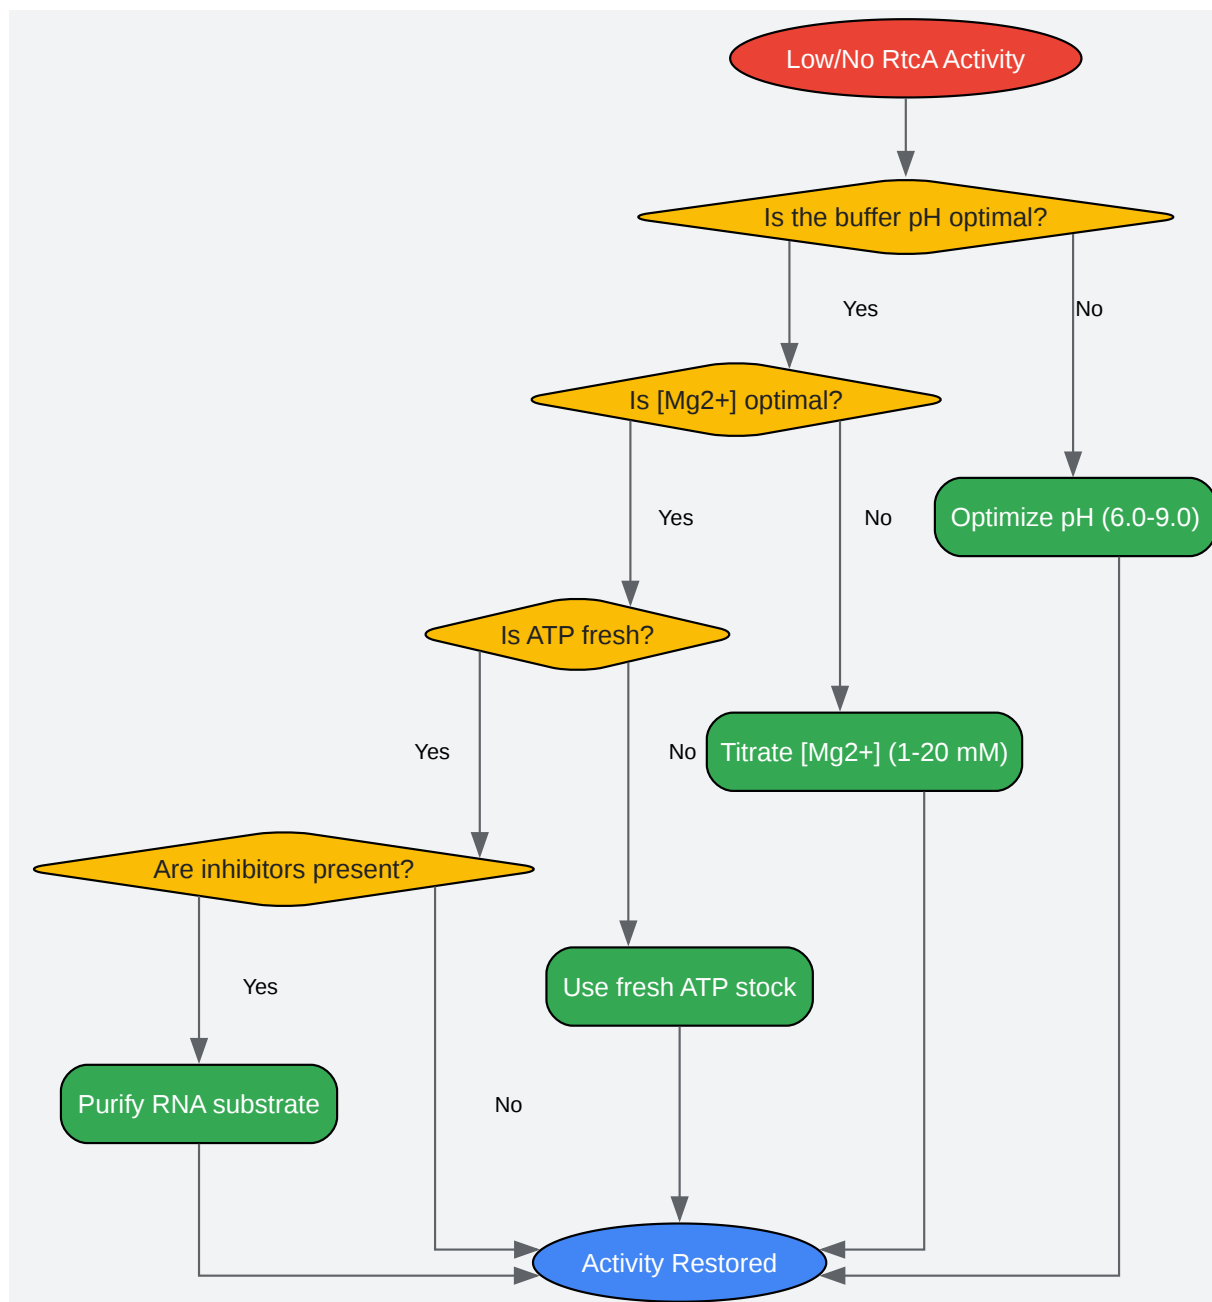 Low/No RtcA Activity
Is the buffer pH optimal?
Yes
No
Is [Mg2+] optimal?
Yes
No
Optimize pH (6.0-9.0)
Is ATP fresh?
Yes
No
Titrate [Mg2+] (1-20 mM)
Are inhibitors present?
Yes
Use fresh ATP stock
Purify RNA substrate
No
Activity Restored